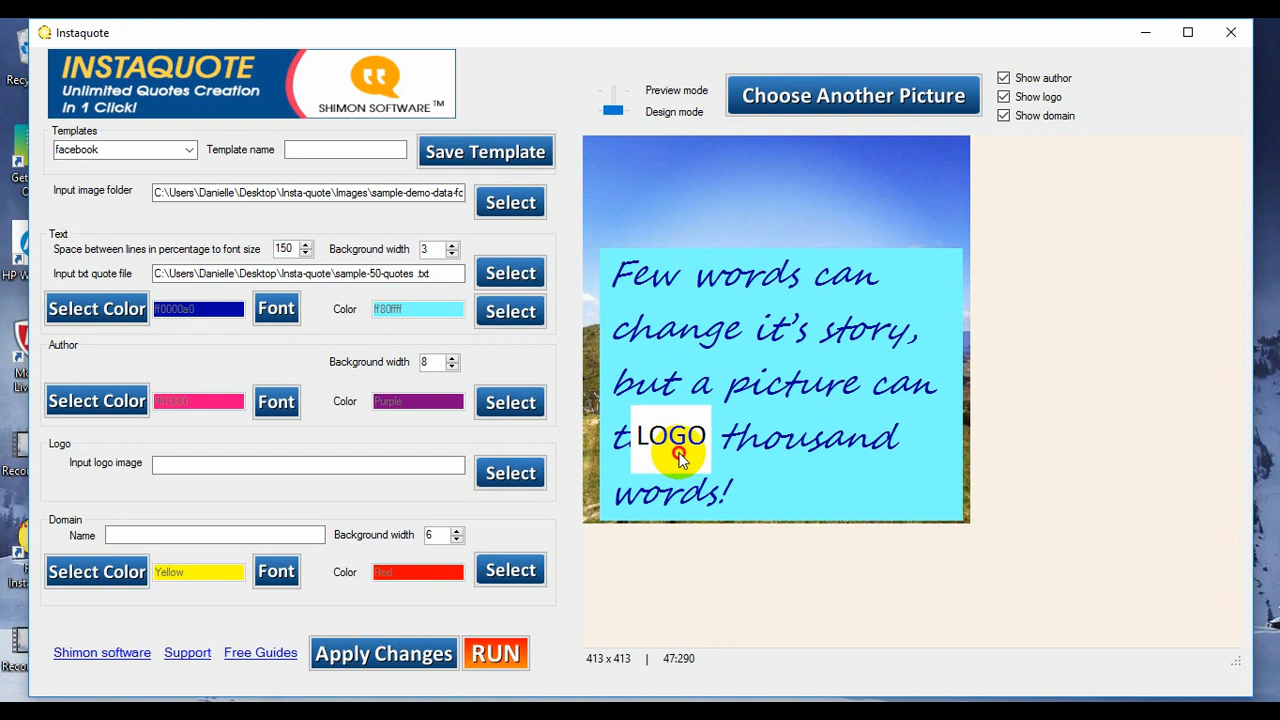 Instaquote
INSTAQUOTE
Unlimited Quotes Creation
in 1 Click!
SHIMON SOFTWARE™
Preview mode
Design mode
Choose Another Picture
Show author
Show logo
Show domain
Templates
facebook
Template name
Save Template
Input image folder
C:\Users\Danielle\Desktop\Insta-quote\Images\sample-demo-data-fc
Select
Text
Space between lines in percentage to font size
150
Background width
3
Input txt quote file
C:\Users\Danielle\Desktop\Insta-quote\sample-50-quotes .txt
Select
Select Color
ff0000a0
Font
Color
ff80ffff
Select
Author
Background width
8
Select Color
Font
Color
Purple
Select
Logo
Input logo image
Select
Domain
Name
Background width
6
Select Color
Yellow
Font
Color
Red
Select
Shimon software
Support
Free Guides
Apply Changes
RUN
Few words can
change it's story,
but a picture can
LOGO thousand
words!
413 x 413 | 47:290